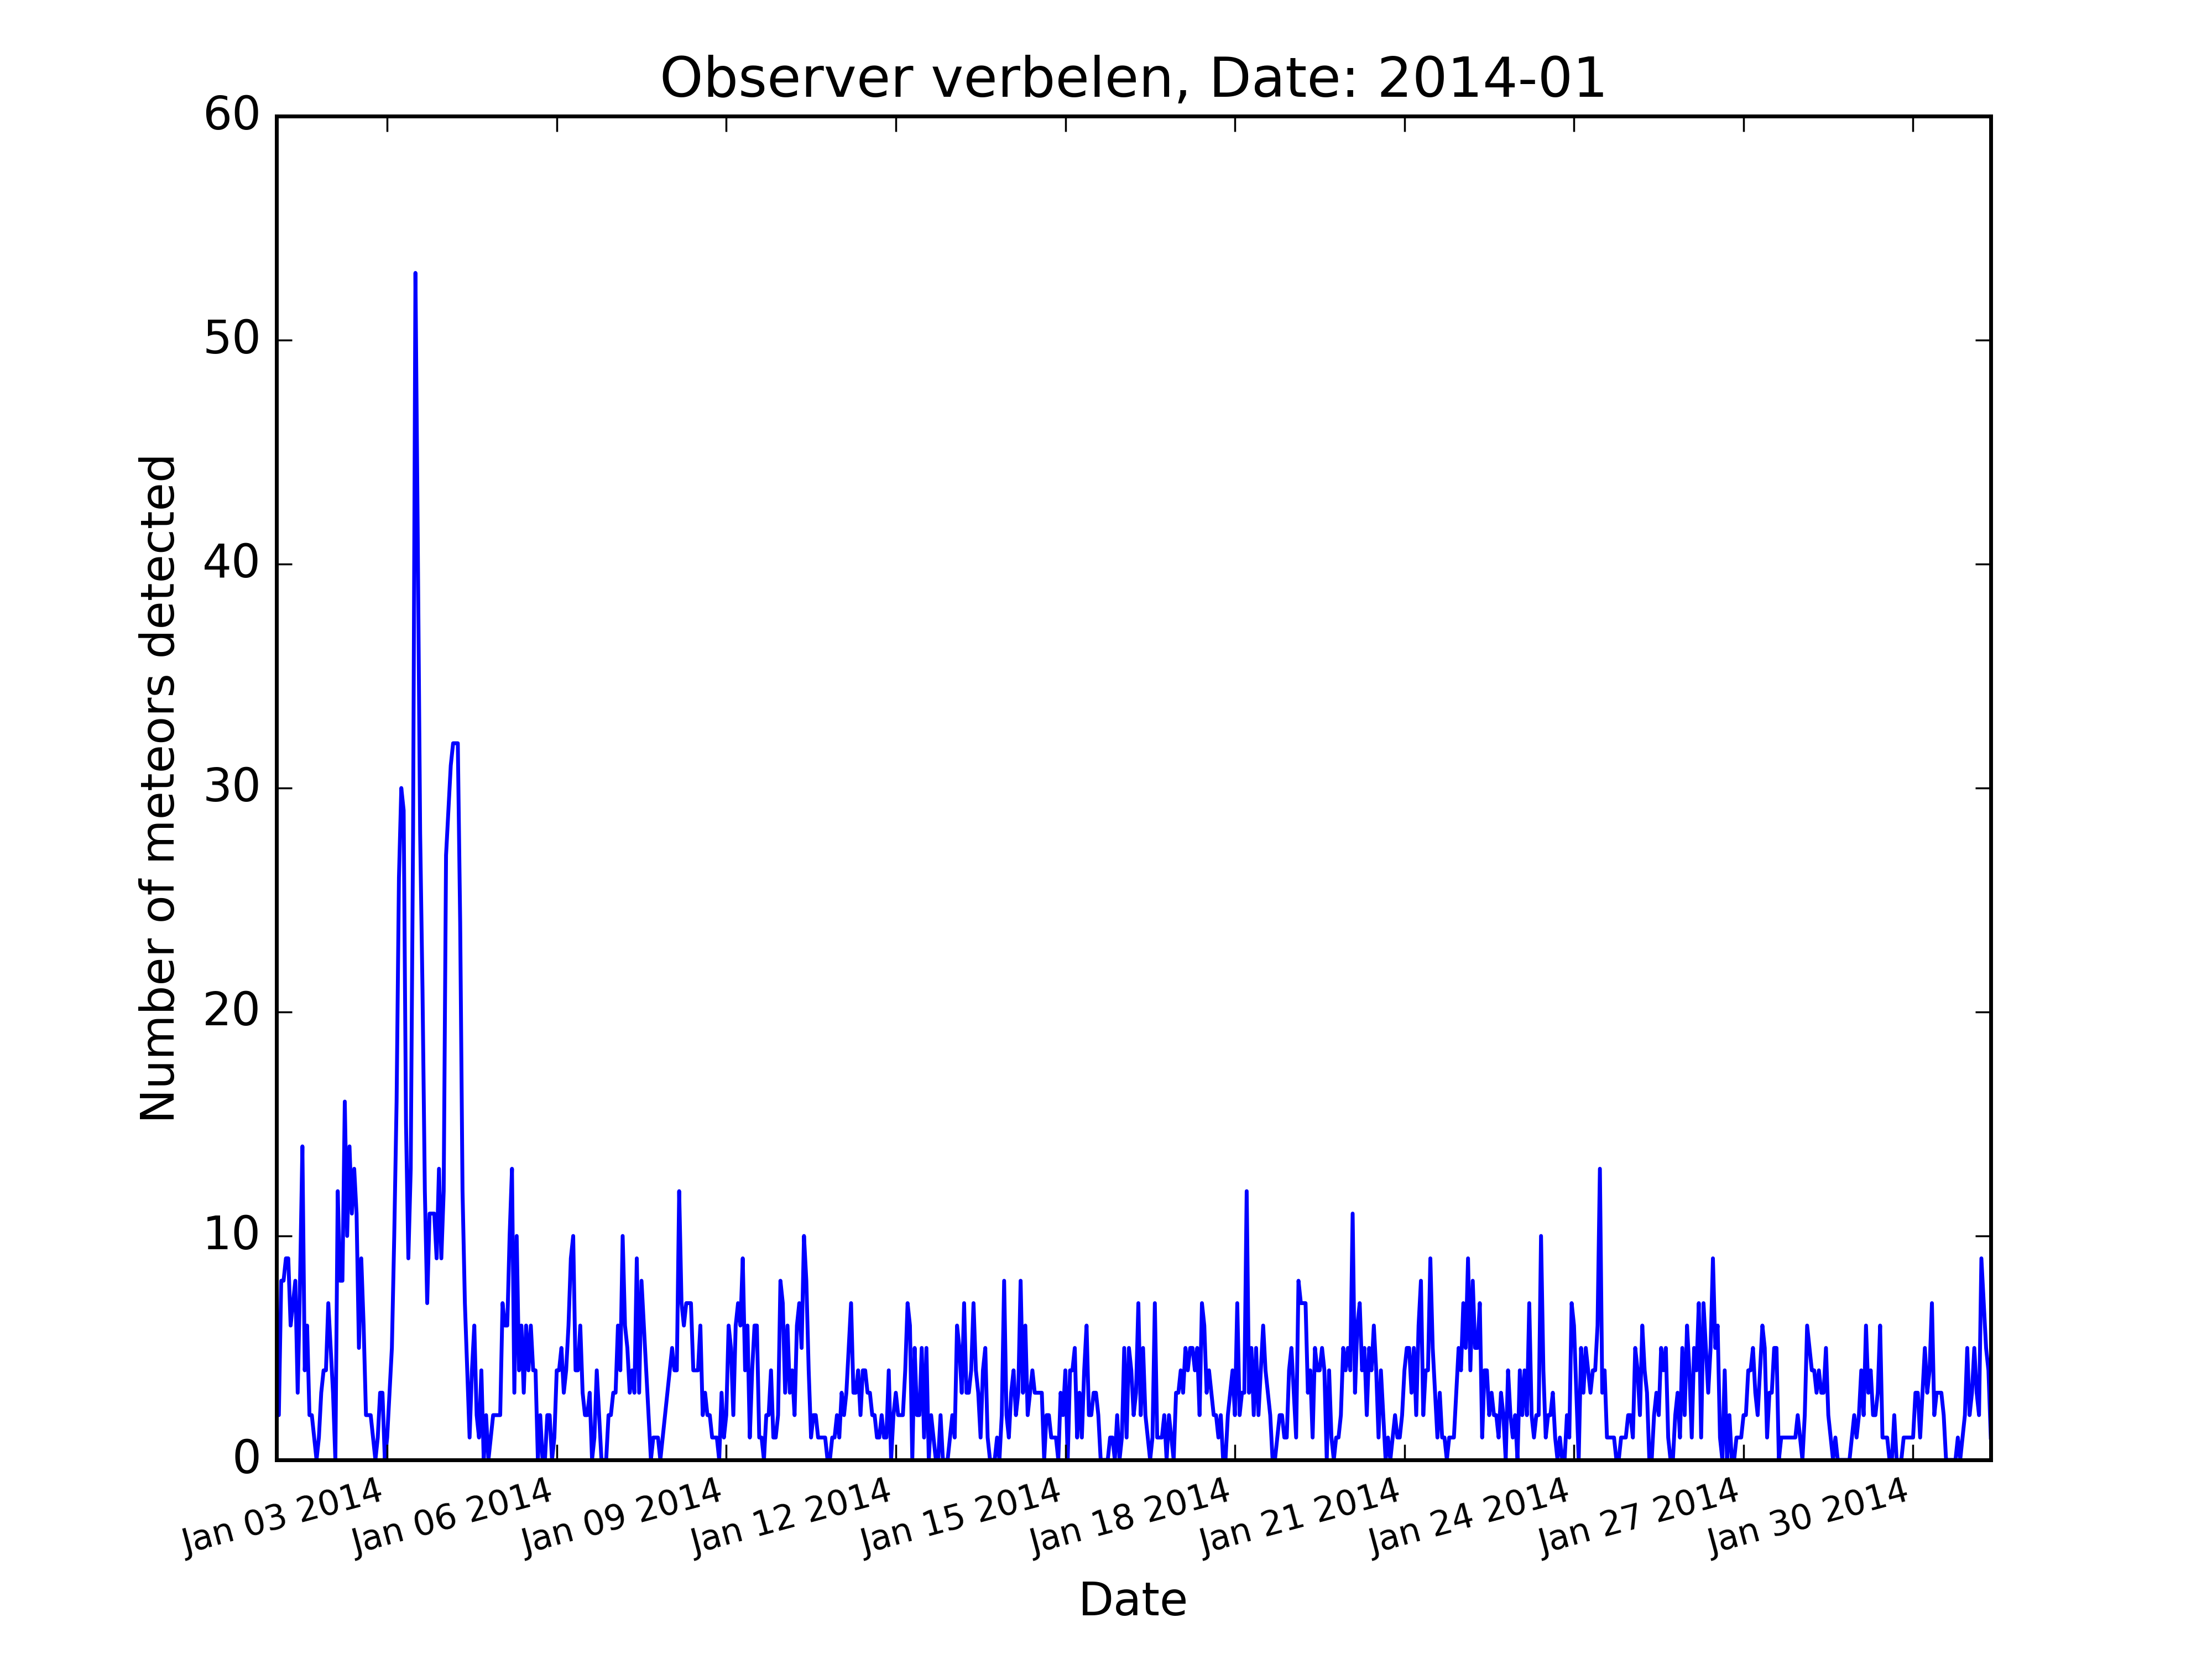 Observer verbelen, Date: 2014-01
60
50
40
30
20
10
0
Number of meteors detected
Jan 03 2014
Jan 06 2014
Jan 09 2014
Jan 12 2014
Jan 15 2014
Jan 18 2014
Jan 21 2014
Jan 24 2014
Jan 27 2014
Jan 30 2014
Date